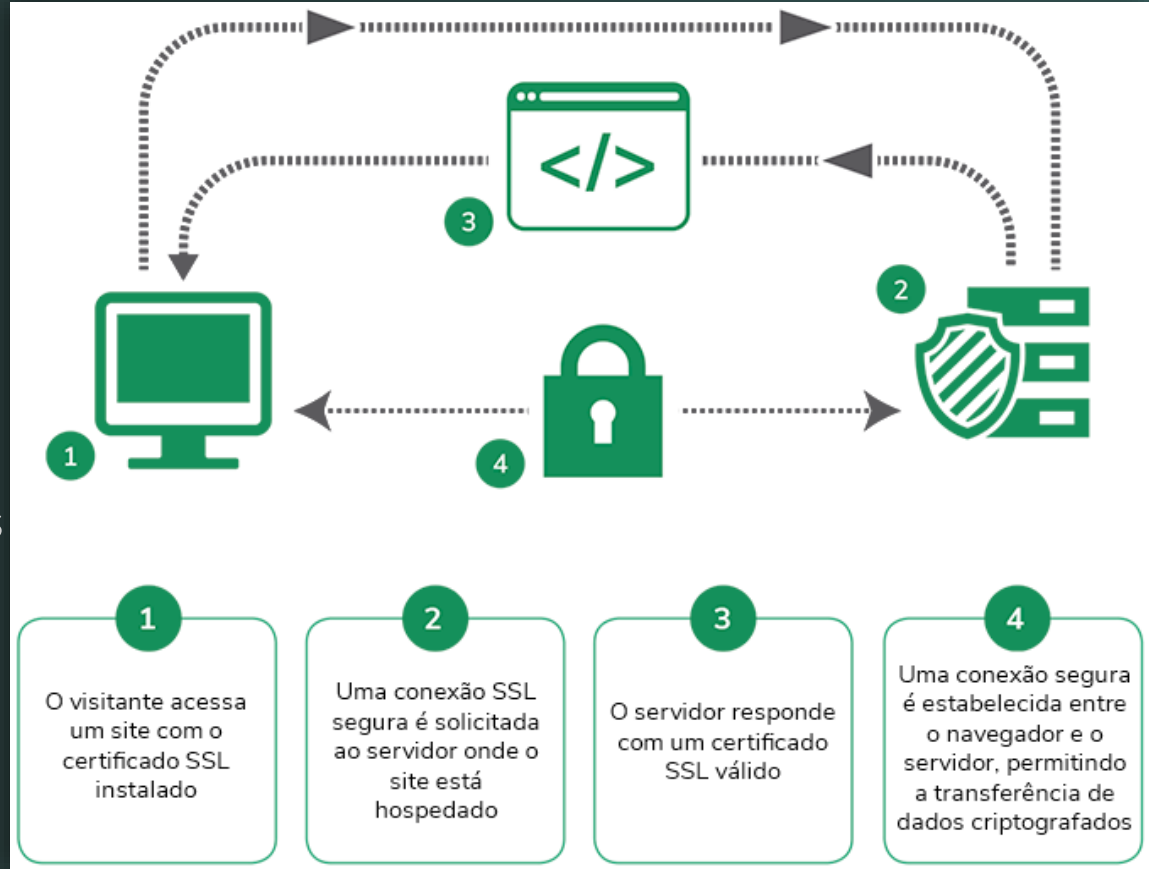 </>
3
2
1
4
1
O visitante acessa
um site com o
certificado SSL
instalado
2
Uma conexão SSL
segura é solicitada
ao servidor onde o
site está
hospedado
3
O servidor responde
com um certificado
SSL válido
4
Uma conexão segura
é estabelecida entre
o navegador e o
servidor, permitindo
a transferência de
dados criptografados